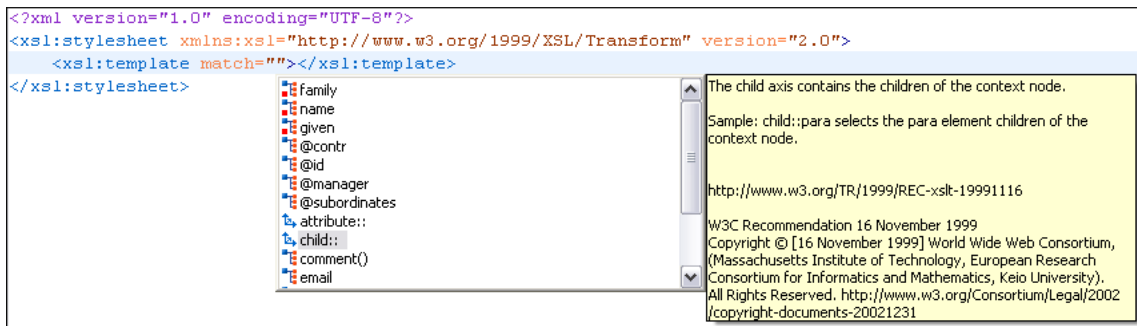 <?xml version="1.0" encoding="UTF-8"?>
<xsl:stylesheet xmlns:xsl="http://www.w3.org/1999/XSL/Transform" version="2.0">
<xsl:template match=""></xsl:template>
</xsl:stylesheet>
family
name
given
@contr
@id
@manager
@subordinates
attribute::
child::
comment()
email
The child axis contains the children of the context node.
Sample: child::para selects the para element children of the
context node.
http://www.w3.org/TR/1999/REC-xslt-19991116
W3C Recommendation 16 November 1999
Copyright © [16 November 1999] World Wide Web Consortium,
(Massachusetts Institute of Technology, European Research
Consortium for Informatics and Mathematics, Keio University).
All Rights Reserved. http://www.w3.org/Consortium/Legal/2002
/copyright-documents-20021231